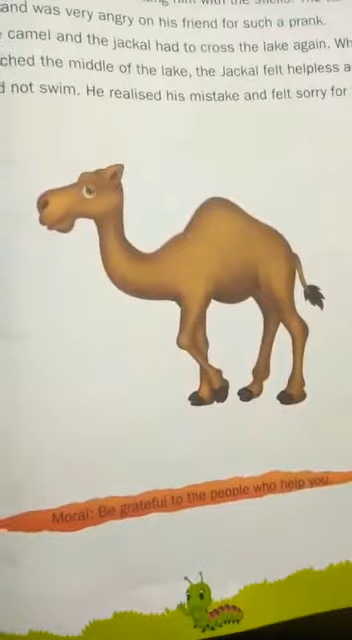 and was very angry on his friend for such a prank.
camel and the jackal had to cross the lake again. Wh
ched the middle of the lake, the Jackal felt helpless a
d not swim. He realised his mistake and felt sorry for
Moral: Be grateful to the people who help you.